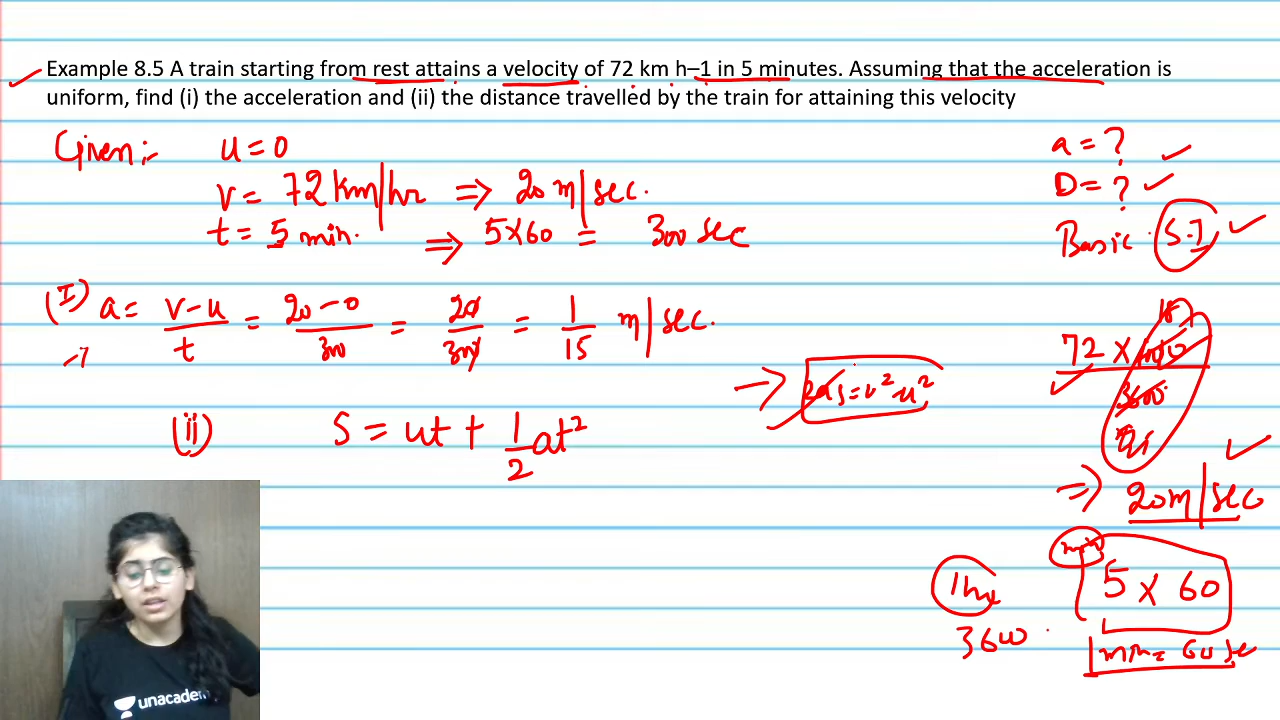 Example 8.5 A train starting from rest attains a velocity of 72 km h–1 in 5 minutes. Assuming that the acceleration is
uniform, find (i) the acceleration and (ii) the distance travelled by the train for attaining this velocity
Given :-
u = 0
v = 72 km/hr ⇒ 20 m/sec.
t = 5 min. ⇒ 5×60 = 300 sec
a = ?
D = ?
Basic S.I
(I) a = v-u/t = 20-0/300 = 20/300 = 1/15 m/sec.
72 ×
3600
⇒ 20m/sec
→ 2as=v²-u²
(ii) S = ut + 1/2 at²
min
5 × 60
1 min = 60 sec
1hr
3600
unacademy